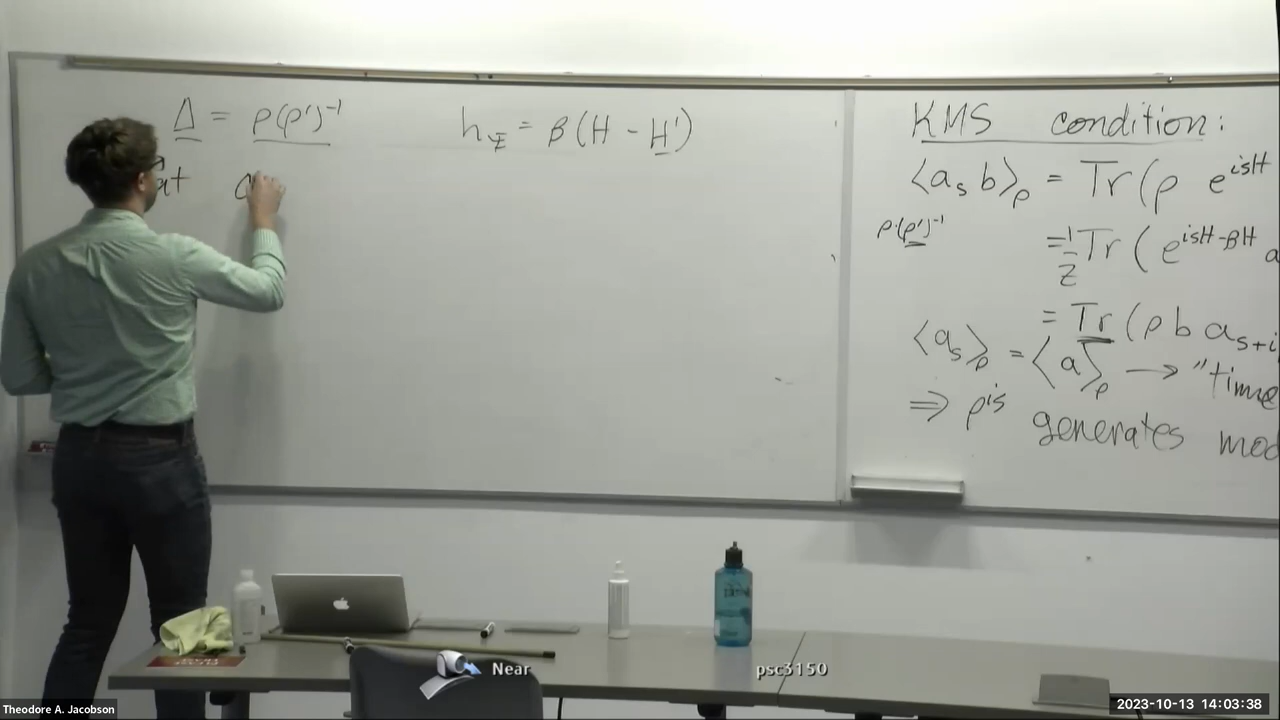 Δ = ρ(ρ')⁻¹
h_Ψ = β(H - H')
at
KMS condition:
⟨a_s b⟩_ρ = Tr(ρ e^{isH}
ρ·(ρ')⁻¹
= 1/Z Tr(e^{isH-βH} a
= Tr(ρ b a_{s+i
⟨a_s⟩_ρ = ⟨a⟩_ρ → "time
⇒ ρ^{is} generates mod
Near
psc3150
Theodore A. Jacobson
2023-10-13 14:03:38